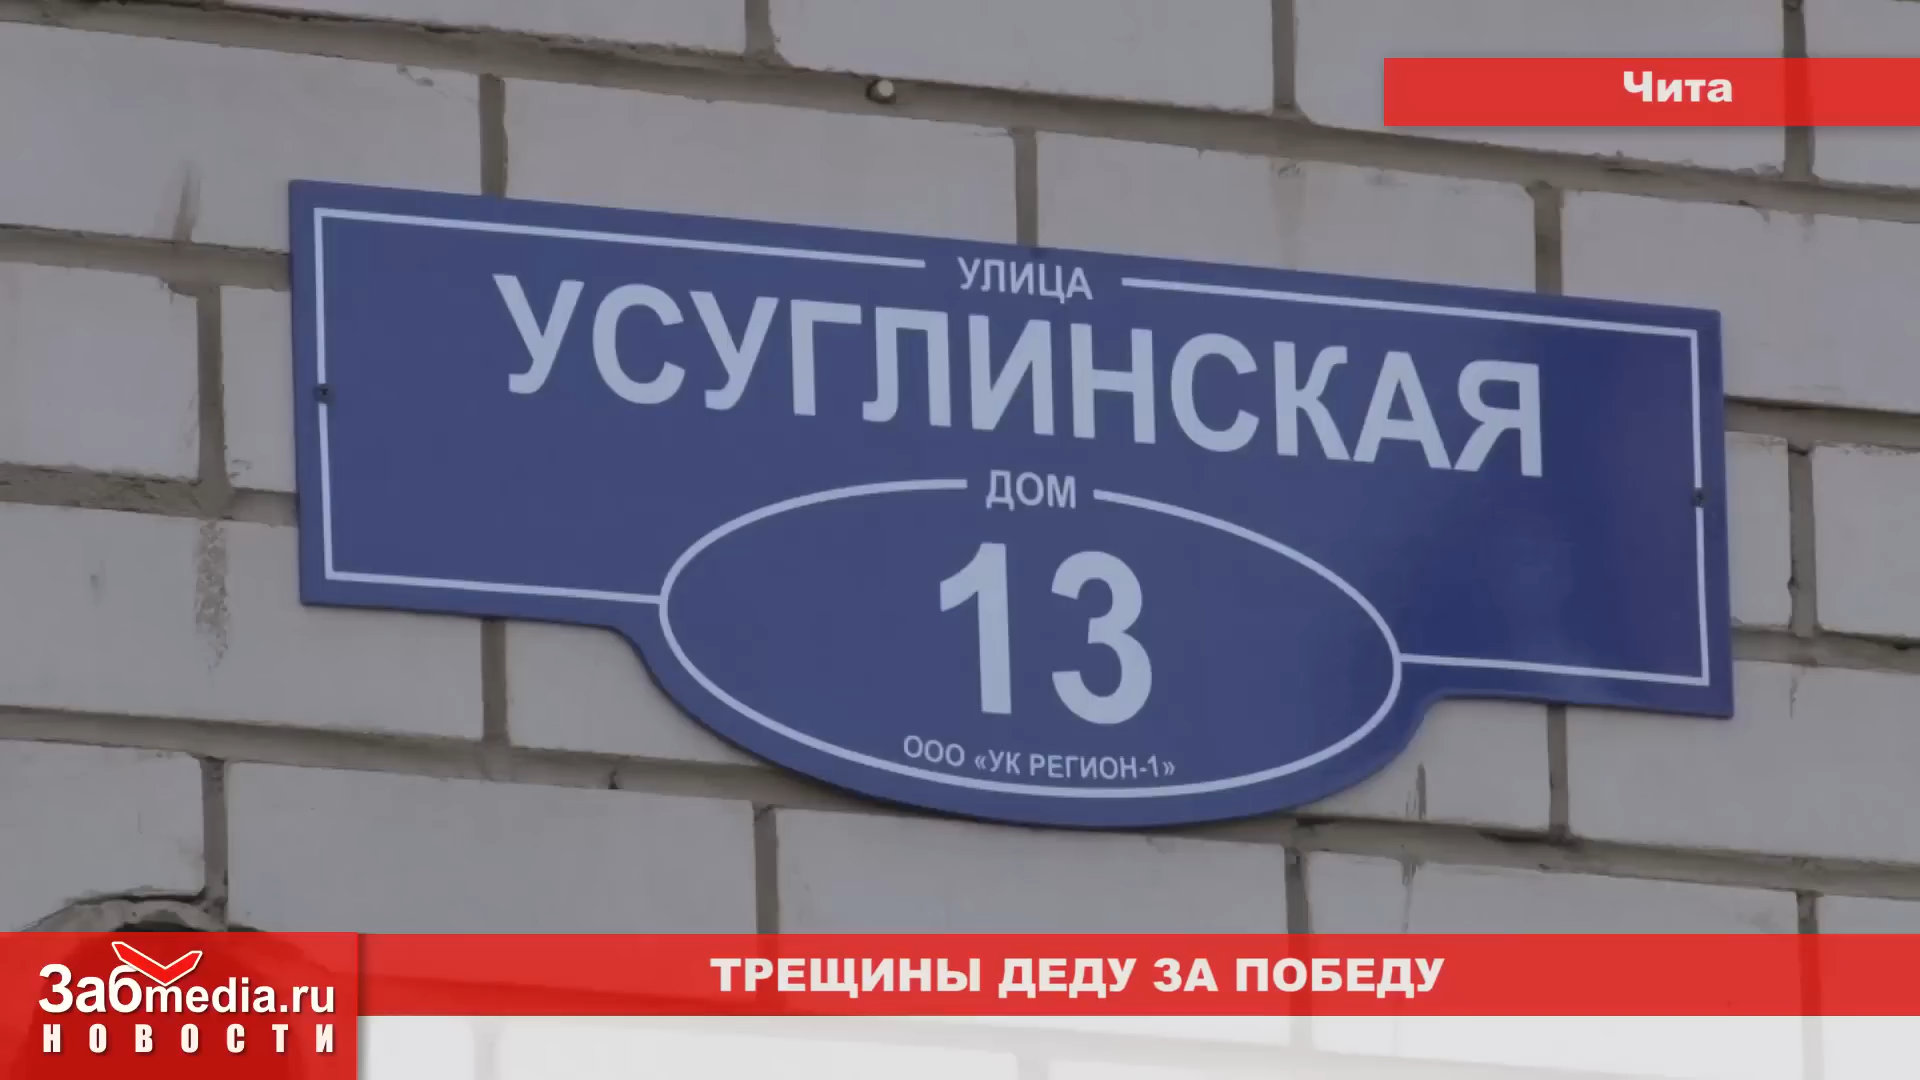 Чита
УЛИЦА
УСУГЛИНСКАЯ
ДОМ
13
ООО «УК РЕГИОН-1»
ТРЕЩИНЫ ДЕДУ ЗА ПОБЕДУ
Забmedia.ru
НОВОСТИ